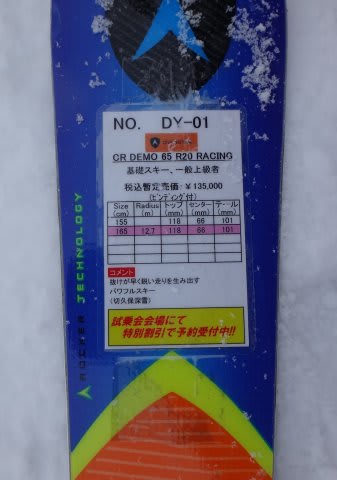 NO. DY-01
DYNASTAR
CR DEMO 65 R20 RACING
基礎スキー、一般上級者
税込暫定売価: ¥135,000
(ビンディング付)
Size (cm) Radius (m) トップ (mm) センター (mm) テール (mm)
155 118 66 101
165 12.7 118 66 101
コメント
抜けが早く鋭い走りを生み出す
パワフルスキー
(切久保深雪)
試乗会会場にて
特別割引で予約受付中!!
ROCKER TECHNOLOGY